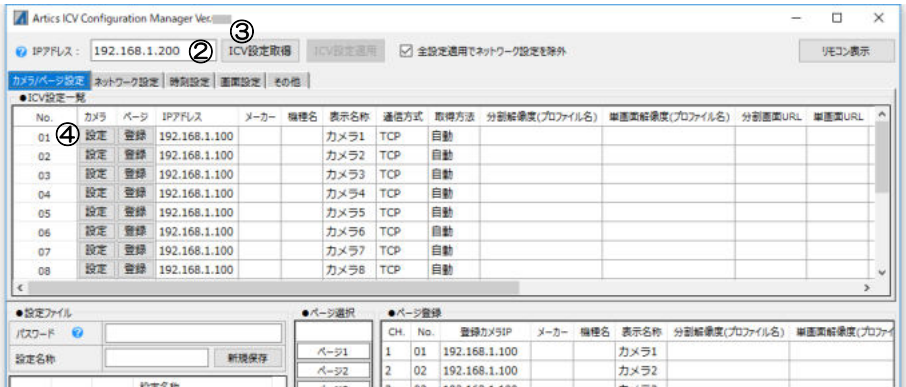 Artics ICV Configuration Manager Ver.
③
IPアドレス： 192.168.1.200 ② ICV設定取得 ICV設定適用 全設定適用でネットワーク設定を除外 リモコン表示
カメラ/ページ設定 ネットワーク設定 時刻設定 画面設定 その他
●ICV設定一覧
No. カメラ ページ IPアドレス メーカー 機種名 表示名称 通信方式 取得方法 分割解像度(プロファイル名) 単画面解像度(プロファイル名) 分割画面URL 単画面URL
01 ④ 設定 登録 192.168.1.100 カメラ1 TCP 自動
02 設定 登録 192.168.1.100 カメラ2 TCP 自動
03 設定 登録 192.168.1.100 カメラ3 TCP 自動
04 設定 登録 192.168.1.100 カメラ4 TCP 自動
05 設定 登録 192.168.1.100 カメラ5 TCP 自動
06 設定 登録 192.168.1.100 カメラ6 TCP 自動
07 設定 登録 192.168.1.100 カメラ7 TCP 自動
08 設定 登録 192.168.1.100 カメラ8 TCP 自動
●設定ファイル ●ページ選択 ●ページ登録
パスワード CH. No. 登録カメラIP メーカー 機種名 表示名称 分割解像度(プロファイル名) 単画面解像度(プロファイ
設定名称 新規保存 ページ1 1 01 192.168.1.100 カメラ1
ページ2 2 02 192.168.1.100 カメラ2